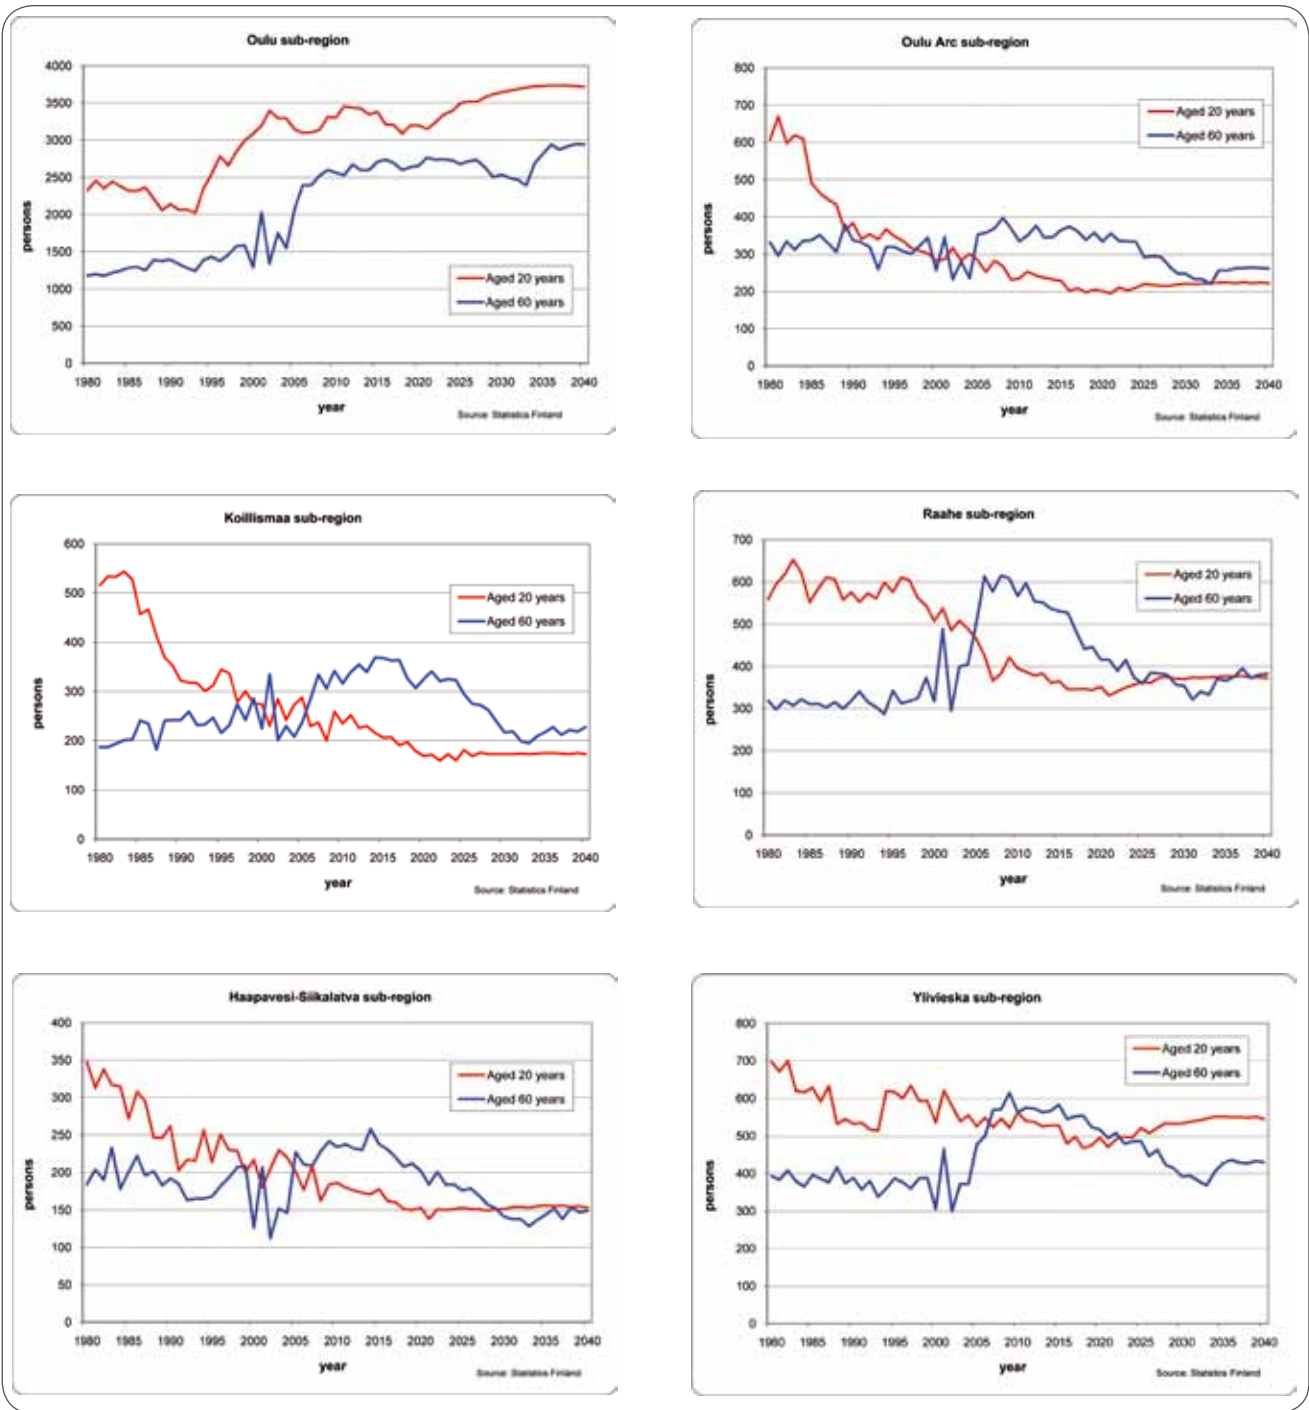 Oulu sub-region
4000
3500
3000
2500
2000
1500
1000
500
0
persons
Aged 20 years
Aged 60 years
1980 1985 1990 1995 2000 2005 2010 2015 2020 2025 2030 2035 2040
year
Source: Statistics Finland
Oulu Arc sub-region
800
700
600
500
400
300
200
100
0
persons
Aged 20 years
Aged 60 years
1980 1985 1990 1995 2000 2005 2010 2015 2020 2025 2030 2035 2040
year
Source: Statistics Finland
Koillismaa sub-region
600
500
400
300
200
100
0
persons
Aged 20 years
Aged 60 years
1980 1985 1990 1995 2000 2005 2010 2015 2020 2025 2030 2035 2040
year
Source: Statistics Finland
Raahe sub-region
700
600
500
400
300
200
100
0
persons
Aged 20 years
Aged 60 years
1980 1985 1990 1995 2000 2005 2010 2015 2020 2025 2030 2035 2040
year
Source: Statistics Finland
Haapavesi-Siikalatva sub-region
400
350
300
250
200
150
100
50
0
persons
Aged 20 years
Aged 60 years
1980 1985 1990 1995 2000 2005 2010 2015 2020 2025 2030 2035 2040
year
Source: Statistics Finland
Ylivieska sub-region
800
700
600
500
400
300
200
100
0
persons
Aged 20 years
Aged 60 years
1980 1985 1990 1995 2000 2005 2010 2015 2020 2025 2030 2035 2040
year
Source: Statistics Finland